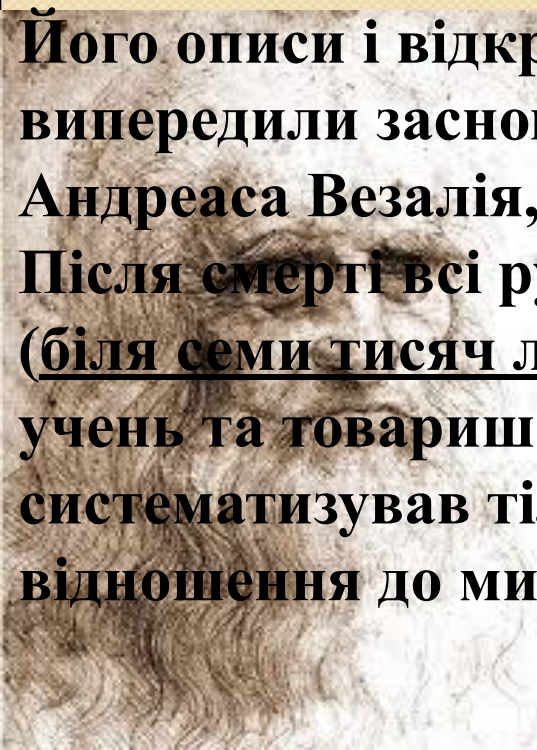 Його описи і відкр
випередили засно
Андреаса Везалія,
Після смерті всі ру
(біля семи тисяч л
учень та товариш
систематизував ті
відношення до ми